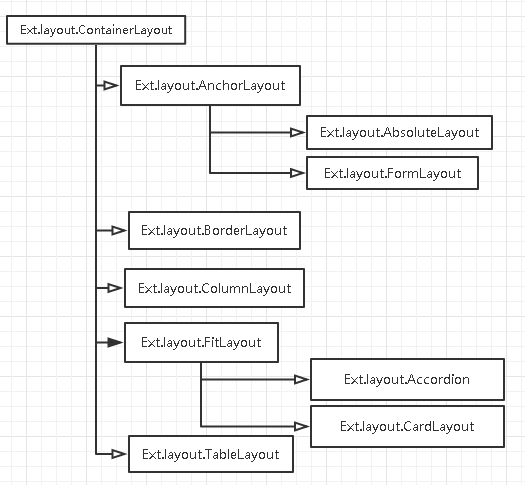 Ext.layout.ContainerLayout
Ext.layout.AnchorLayout
Ext.layout.AbsoluteLayout
Ext.layout.FormLayout
Ext.layout.BorderLayout
Ext.layout.ColumnLayout
Ext.layout.FitLayout
Ext.layout.Accordion
Ext.layout.CardLayout
Ext.layout.TableLayout